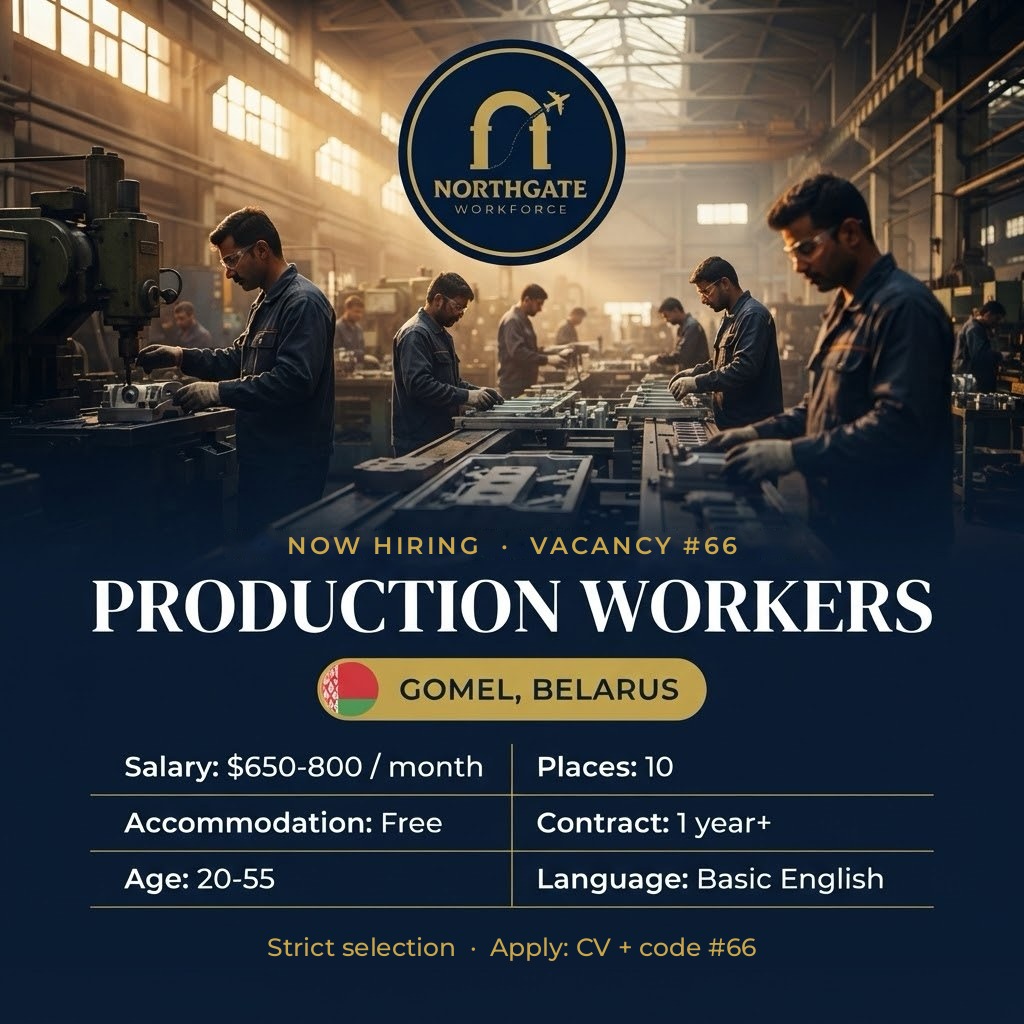 NORTHGATE
WORKFORCE
NOW HIRING · VACANCY #66
PRODUCTION WORKERS
GOMEL, BELARUS
Salary: $650-800 / month
Places: 10
Accommodation: Free
Contract: 1 year+
Age: 20-55
Language: Basic English
Strict selection · Apply: CV + code #66